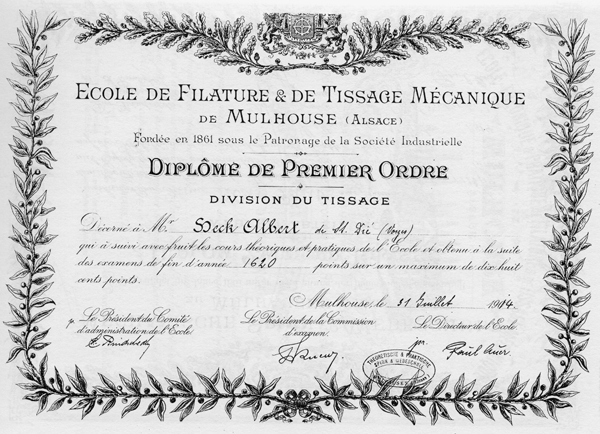 ECOLE DE FILATURE & DE TISSAGE MÉCANIQUE
DE MULHOUSE (ALSACE)
Fondée en 1861 sous le Patronage de la Société Industrielle
DIPLÔME DE PREMIER ORDRE
DIVISION DU TISSAGE
Décerné à Mr Seck Albert de St. Dié (Vosges)
qui à suivi avec fruit les cours théoriques et pratiques de l'Ecole et obtenu à la suite
des examens de fin d'année 1620 points sur un maximum de dix huit
cents points.
Mulhouse, le 31 Juillet 1914.
p. Le Président du Comité
d'administration de l'Ecole
Le Président de la Commission
d'examen
Le Directeur de l'Ecole
THEORETISCHE & PRAKTISCHE
Paul Auer